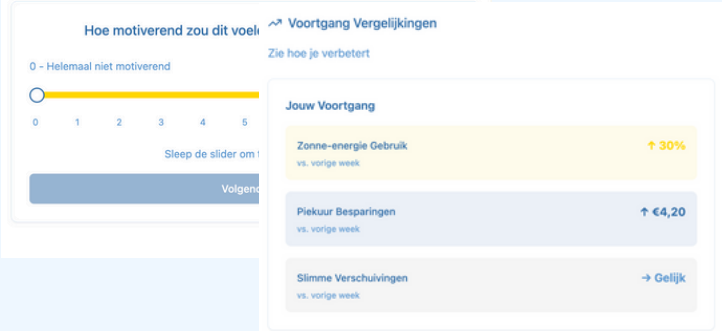 Hoe motiverend zou dit
0 - Helemaal niet motiverend
0 1 2 3 4 5
Sleep de slider om
Voortgang Vergelijkingen
Zie hoe je verbetert
Jouw Voortgang
Zonne-energie Gebruik ↑ 30%
vs. vorige week
Piekuur Besparingen ↑ €4,20
vs. vorige week
Slimme Verschuivingen → Gelijk
vs. vorige week